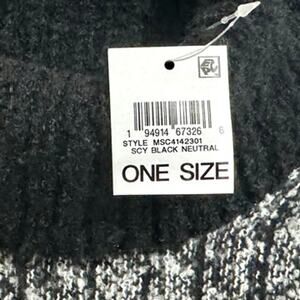 1 94914 67326 6
STYLE MSC4142301
SCY BLACK NEUTRAL
ONE SIZE